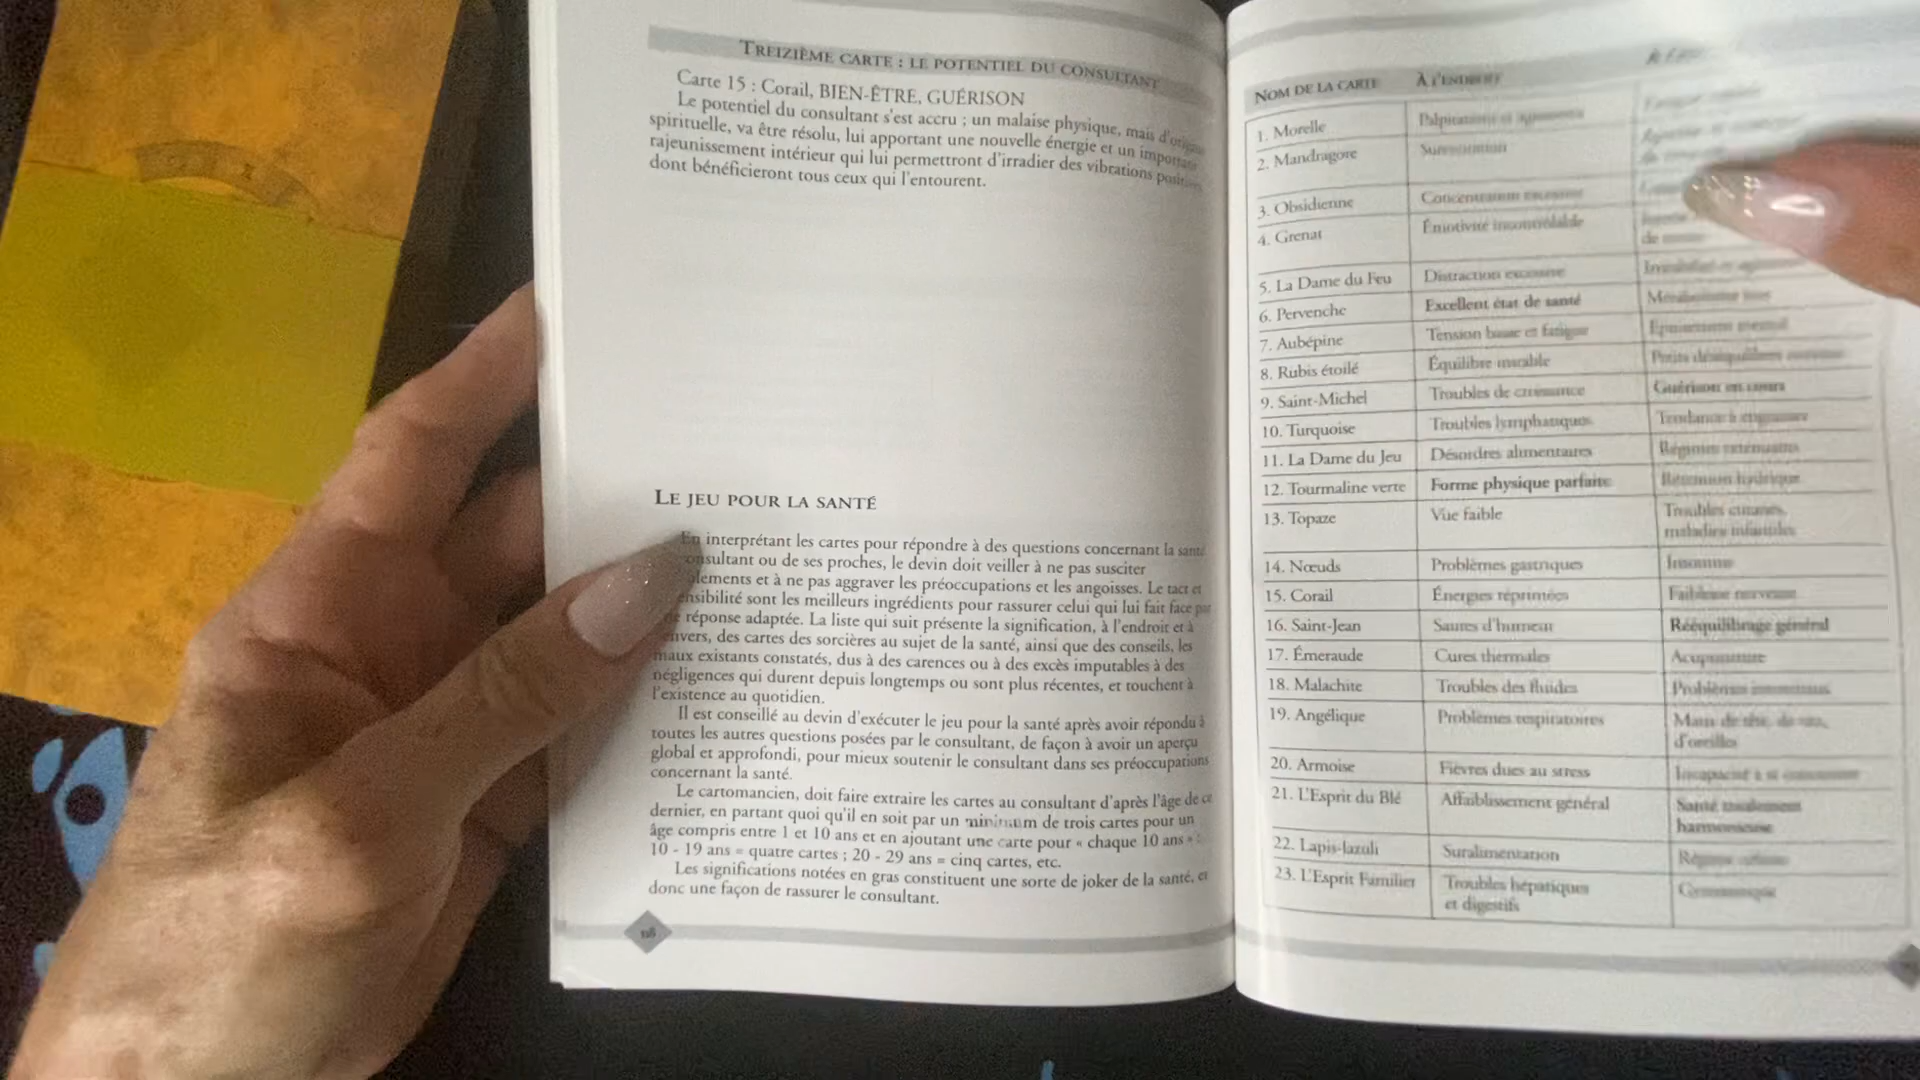 TREIZIÈME CARTE : LE POTENTIEL DU CONSULTANT
Carte 15 : Corail, BIEN-ÊTRE, GUÉRISON
Le potentiel du consultant s'est accru ; un malaise physique, mais d'origine
spirituelle, va être résolu, lui apportant une nouvelle énergie et un important
rajeunissement intérieur qui lui permettront d'irradier des vibrations positives
dont bénéficieront tous ceux qui l'entourent.
LE JEU POUR LA SANTÉ
En interprétant les cartes pour répondre à des questions concernant la santé
consultant ou de ses proches, le devin doit veiller à ne pas susciter
et à ne pas aggraver les préoccupations et les angoisses. Le tact et
sont les meilleurs ingrédients pour rassurer celui qui lui fait face par
réponse adaptée. La liste qui suit présente la signification, à l'endroit et à
des cartes des sorcières au sujet de la santé, ainsi que des conseils, les
maux existants constatés, dus à des carences ou à des excès imputables à des
négligences qui durent depuis longtemps ou sont plus récentes, et touchent à
l'existence au quotidien.
Il est conseillé au devin d'exécuter le jeu pour la santé après avoir répondu à
toutes les autres questions posées par le consultant, de façon à avoir un aperçu
global et approfondi, pour mieux soutenir le consultant dans ses préoccupations
concernant la santé.
Le cartomancien, doit faire extraire les cartes au consultant d'après l'âge de ce
dernier, en partant quoi qu'il en soit par un minimum de trois cartes pour un
âge compris entre 1 et 10 ans et en ajoutant une carte pour « chaque 10 ans » :
10 - 19 ans = quatre cartes ; 20 - 29 ans = cinq cartes, etc.
Les significations notées en gras constituent une sorte de joker de la santé, et
donc une façon de rassurer le consultant.
118
NOM DE LA CARTE À L'ENDROIT
1. Morelle Palpitations et
2. Mandragore
3. Obsidienne Concentration excessive
4. Grenat Émotivité incontrôlable
5. La Dame du Feu Distraction excessive
6. Pervenche Excellent état de santé
7. Aubépine Tension basse et fatigue
8. Rubis étoilé Équilibre instable
9. Saint-Michel Troubles de croissance Guérison en cours
10. Turquoise Troubles lymphatiques
11. La Dame du Jeu Désordres alimentaires
12. Tourmaline verte Forme physique parfaite
13. Topaze Vue faible Troubles
maladies infantiles
14. Nœuds Problèmes gastriques Insomnie
15. Corail Énergies réprimées
16. Saint-Jean Sautes d'humeur Rééquilibrage général
17. Émeraude Cures thermales Acupuncture
18. Malachite Troubles des fluides Problèmes
19. Angélique Problèmes respiratoires Maux de tête,
d'oreilles
20. Armoise Fièvres dues au stress
21. L'Esprit du Blé Affaiblissement général Santé totalement
harmonieuse
22. Lapis-lazuli Suralimentation
23. L'Esprit Familier Troubles hépatiques
et digestifs